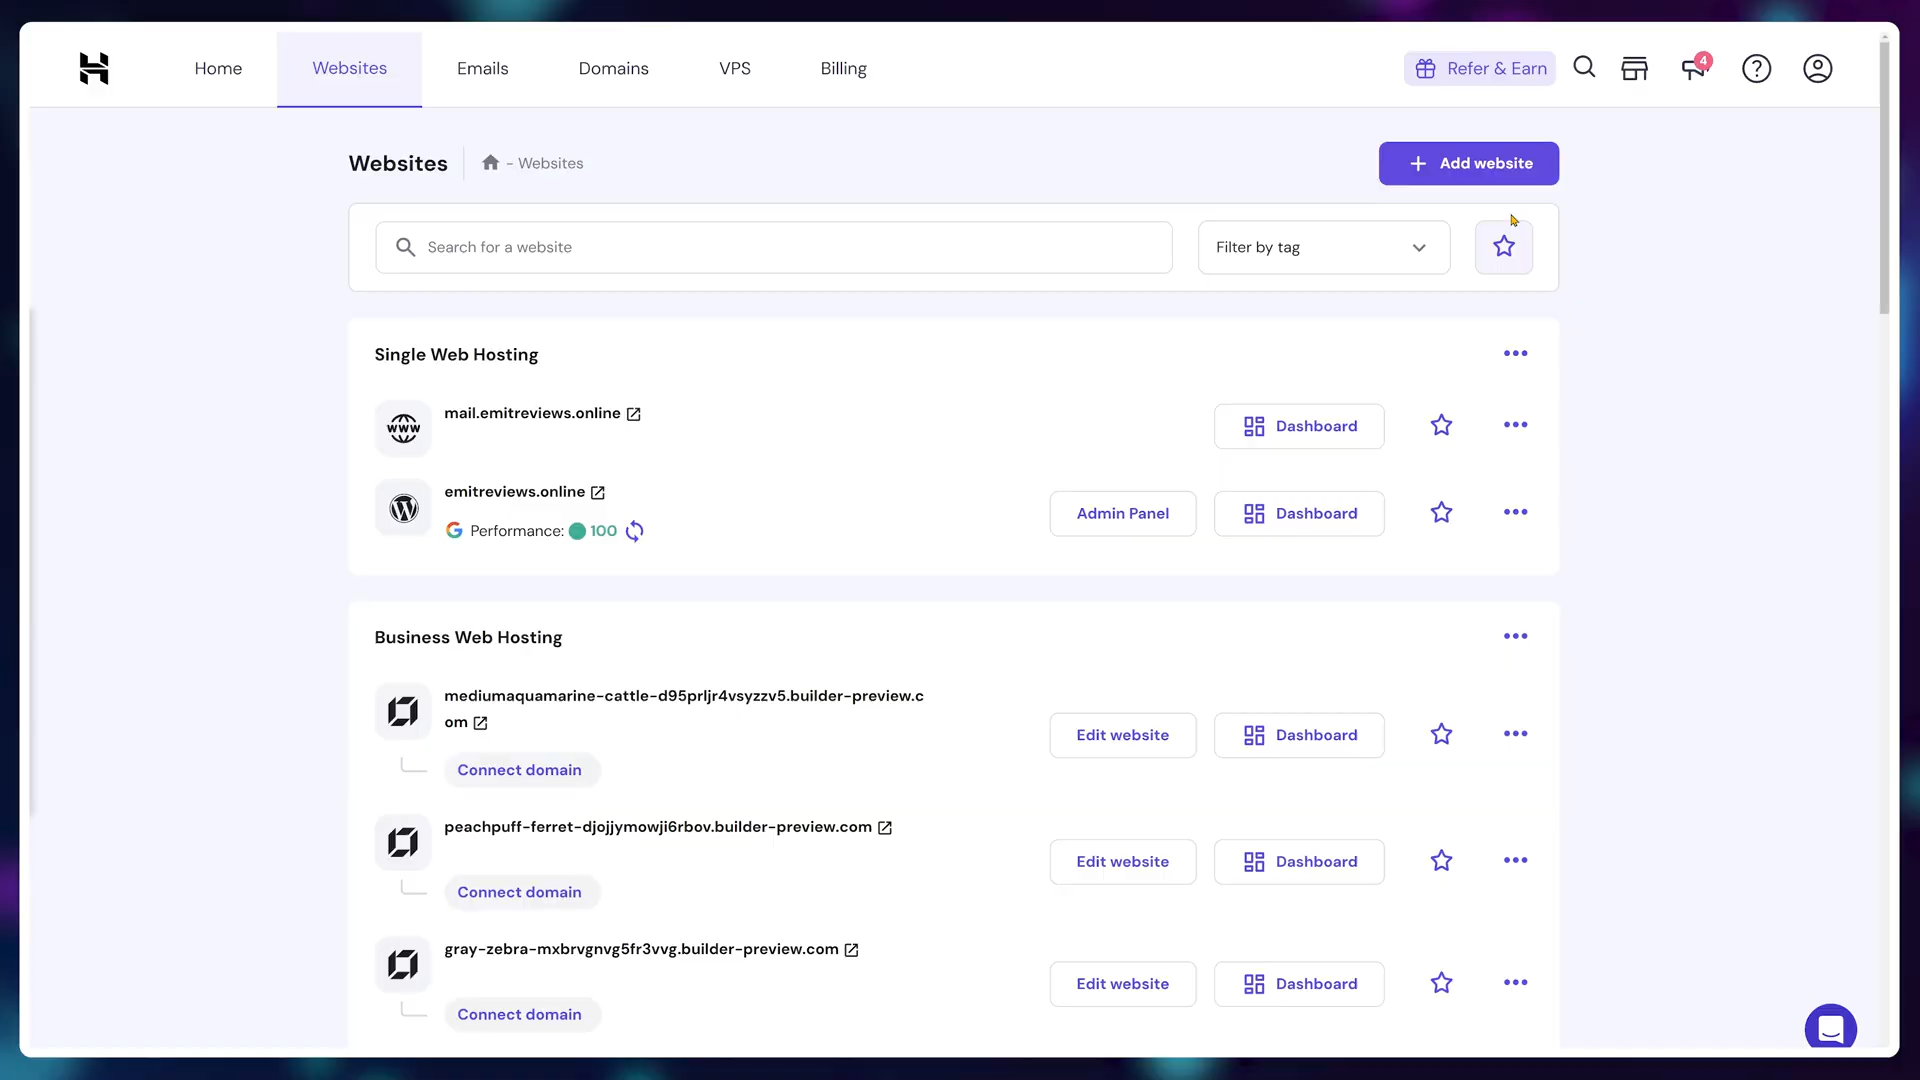 Home Websites Emails Domains VPS Billing Refer & Earn 4
Websites - Websites Add website
Search for a website Filter by tag
Single Web Hosting
mail.emitreviews.online
Dashboard
WWW
emitreviews.online
Admin Panel Dashboard
Performance: 100
Business Web Hosting
mediumaquamarine-cattle-d95prljr4vsyzzv5.builder-preview.c
om
Edit website Dashboard
Connect domain
peachpuff-ferret-djojjymowji6rbov.builder-preview.com
Edit website Dashboard
Connect domain
gray-zebra-mxbrvgnvg5fr3vvg.builder-preview.com
Edit website Dashboard
Connect domain